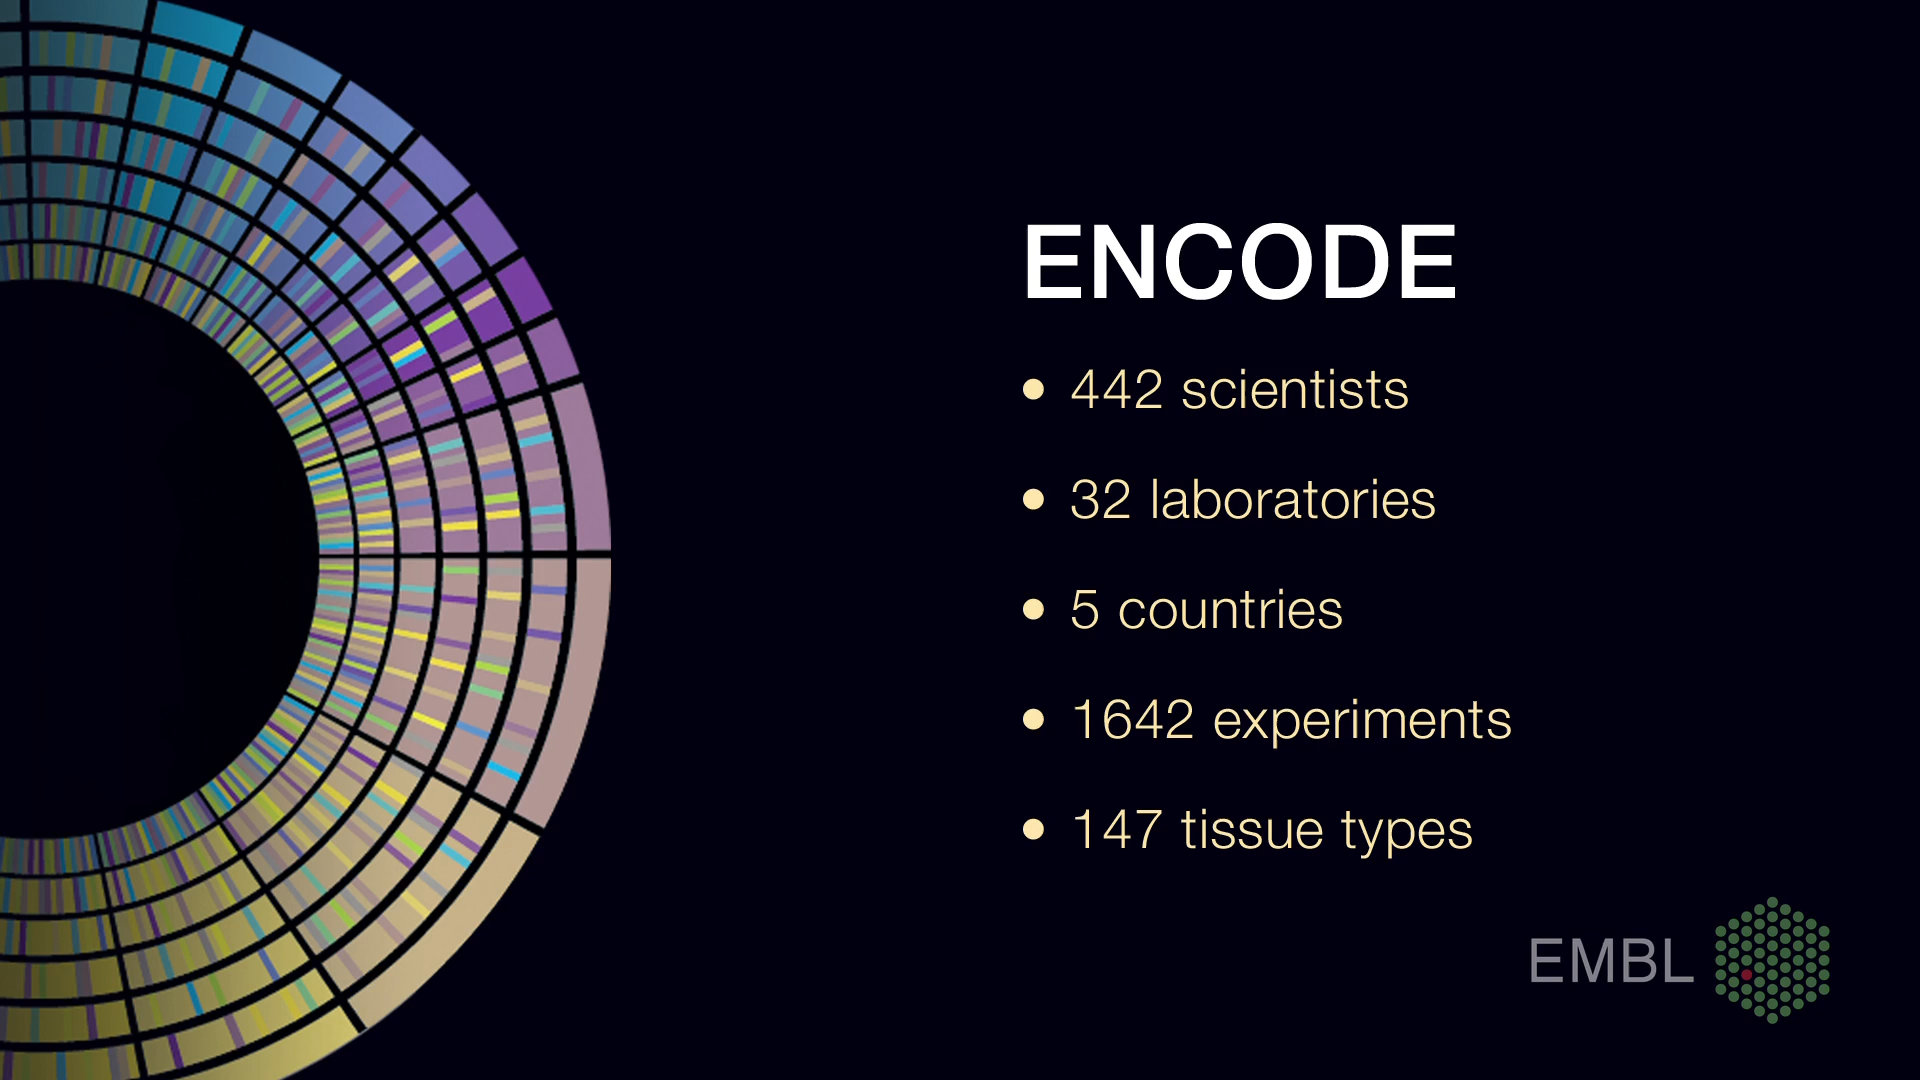 ENCODE
• 442 scientists
• 32 laboratories
• 5 countries
• 1642 experiments
• 147 tissue types
EMBL